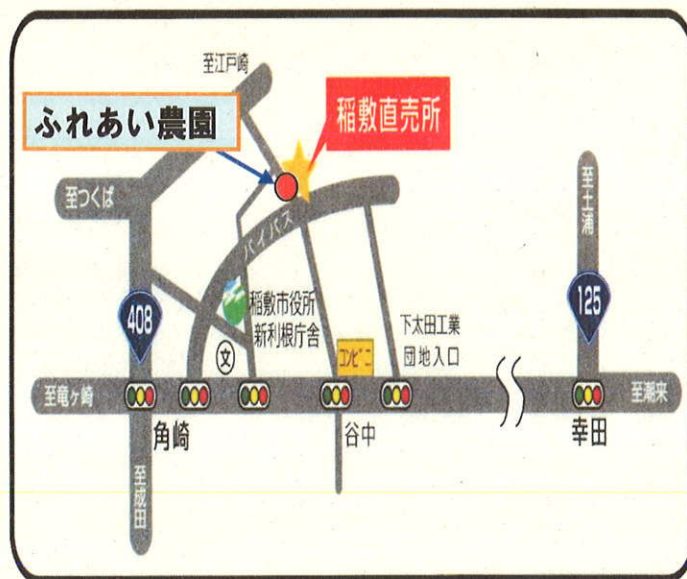 至江戸崎
ふれあい農園
稲敷直売所
至つくば
至土浦
バイパス
408
稲敷市役所
新利根庁舎
125
下太田工業
団地入口
文
コンビニ
至竜ヶ崎
至潮来
角崎
谷中
幸田
至成田